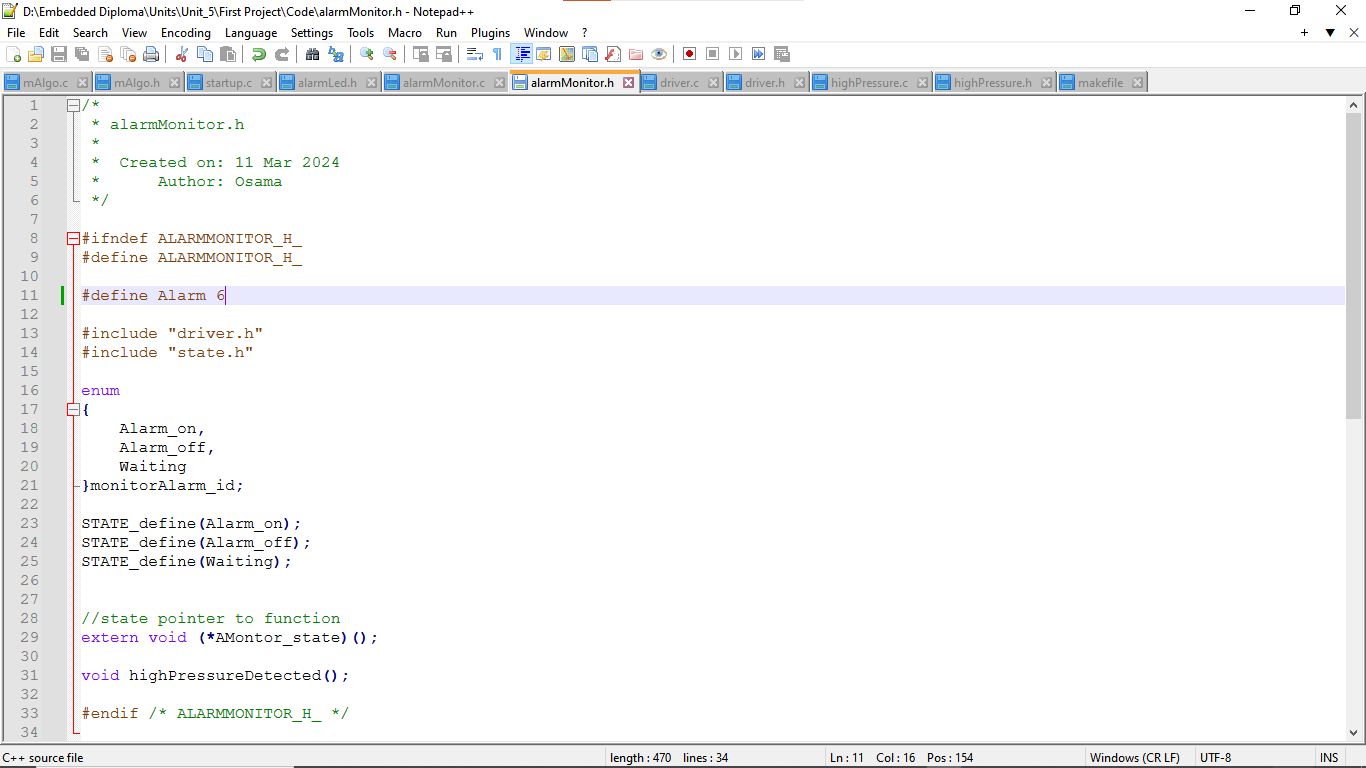 D:\Embedded Diploma\Units\Unit_5\First Project\Code\alarmMonitor.h - Notepad++
File Edit Search View Encoding Language Settings Tools Macro Run Plugins Window ? + ▼ X
mAlgo.c mAlgo.h startup.c alarmLed.h alarmMonitor.c alarmMonitor.h driver.c driver.h highPressure.c highPressure.h makefile
1 /*
2 * alarmMonitor.h
3 *
4 * Created on: 11 Mar 2024
5 * Author: Osama
6 */
7
8 #ifndef ALARMMONITOR_H_
9 #define ALARMMONITOR_H_
10
11 #define Alarm 6
12
13 #include "driver.h"
14 #include "state.h"
15
16 enum
17 {
18 Alarm_on,
19 Alarm_off,
20 Waiting
21 }monitorAlarm_id;
22
23 STATE_define(Alarm_on);
24 STATE_define(Alarm_off);
25 STATE_define(Waiting);
26
27
28 //state pointer to function
29 extern void (*AMontor_state)();
30
31 void highPressureDetected();
32
33 #endif /* ALARMMONITOR_H_ */
34
C++ source file length : 470 lines : 34 Ln : 11 Col : 16 Pos : 154 Windows (CR LF) UTF-8 INS